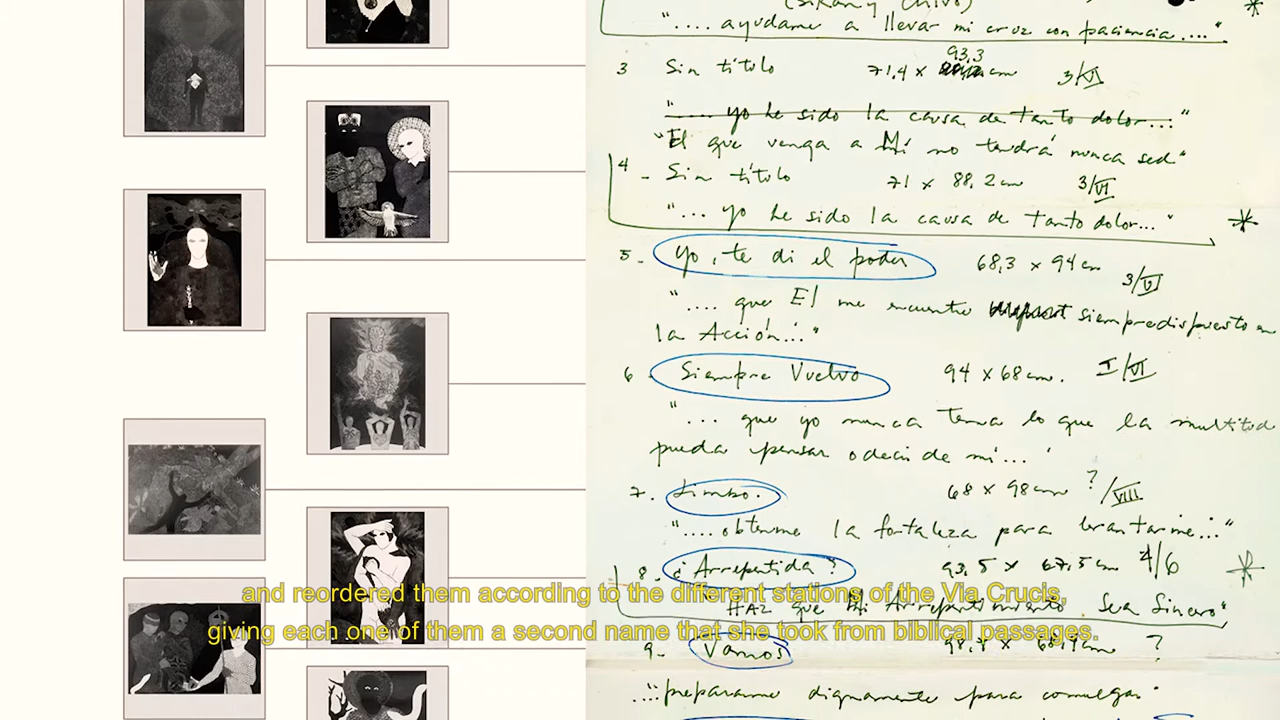 (Sikán y Chivo)
".... ayúdame a llevar mi cruz con paciencia...."
3 Sin título 71,4 x 93,3 cm 3/VI
"..... yo he sido la causa de tanto dolor..."
"El que venga a Mí no tendrá nunca sed"
4 - Sin título 71 x 88,2 cm 3/VI
"... yo he sido la causa de tanto dolor..."
5 - Yo, te di el poder 68,3 x 94 cm 3/VI
".... que El me encuentre siempre dispuesto en
la Acción..."
6 - Siempre Vuelvo 94 x 68 cm. I/VI
"... que yo nunca tema lo que la multitud
pueda pensar o decir de mí... "
7. Limbo. 68 x 98 cm ?/VIII
".... obtenme la fortaleza para levantarme..."
8. ¿Arrepentida? 93,5 x 67,5 cm 4/6
HAZ que Mi Arrepentimiento Sea Sincero"
9 - Vamos ?
..."prepararme dignamente para comulgar"
and reordered them according to the different stations of the Via Crucis,
giving each one of them a second name that she took from biblical passages.